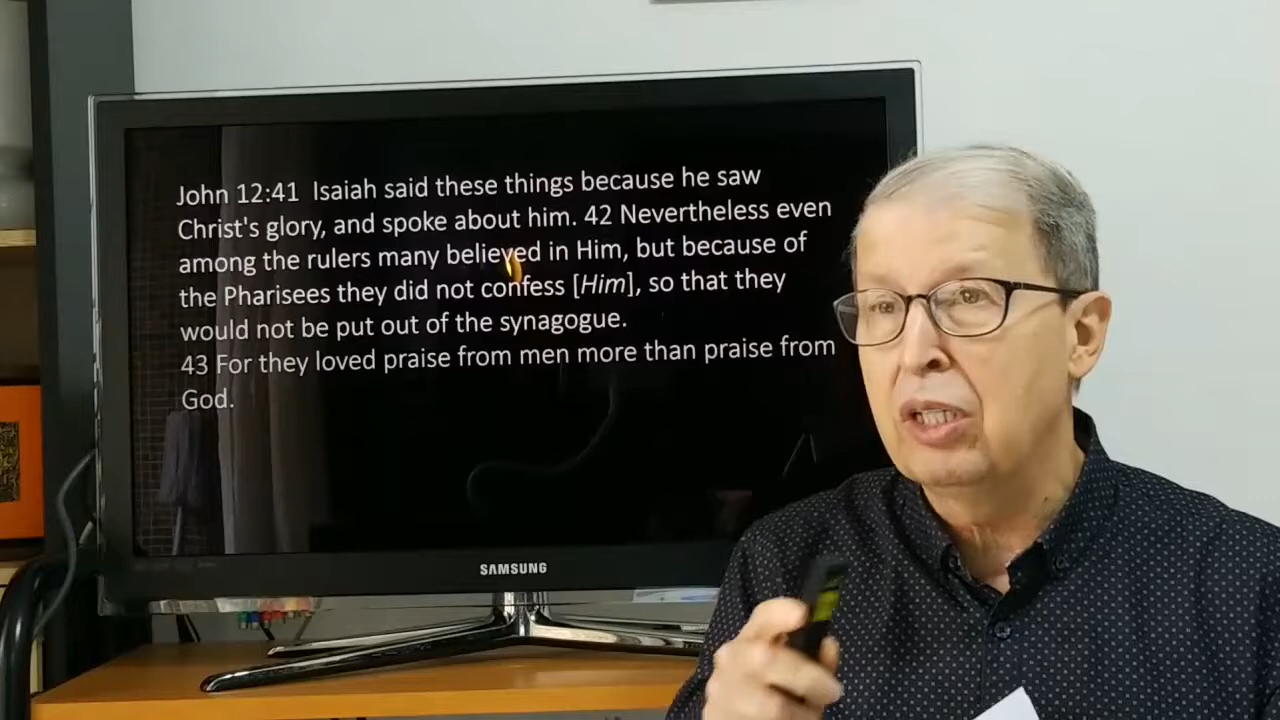 John 12:41 Isaiah said these things because he saw
Christ's glory, and spoke about him. 42 Nevertheless even
among the rulers many believed in Him, but because of
the Pharisees they did not confess [Him], so that they
would not be put out of the synagogue.
43 For they loved praise from men more than praise from
God.
SAMSUNG